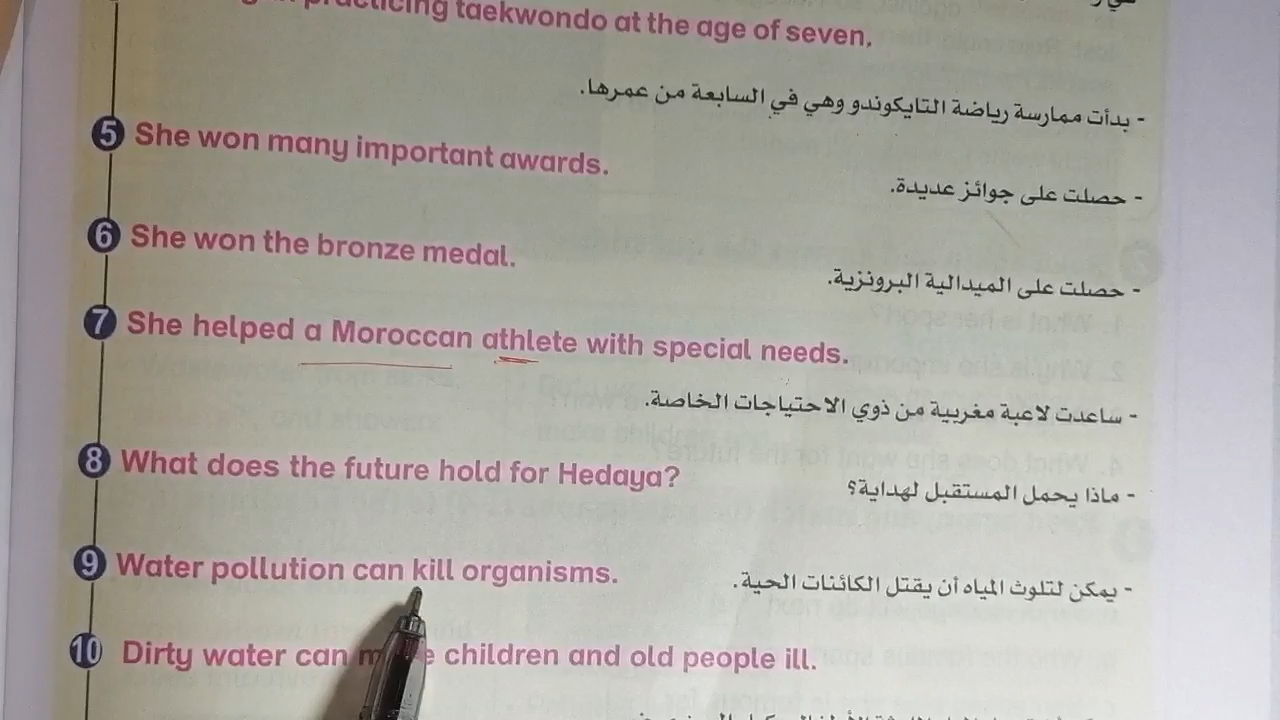 practicing taekwondo at the age of seven.
- بدأت ممارسة رياضة التايكوندو وهي في السابعة من عمرها.
5 She won many important awards.
- حصلت على جوائز عديدة.
6 She won the bronze medal.
- حصلت على الميدالية البرونزية.
7 She helped a Moroccan athlete with special needs.
- ساعدت لاعبة مغربية من ذوي الاحتياجات الخاصة.
8 What does the future hold for Hedaya?
- ماذا يحمل المستقبل لهداية؟
9 Water pollution can kill organisms.
- يمكن لتلوث المياه أن يقتل الكائنات الحية.
10 Dirty water can children and old people ill.